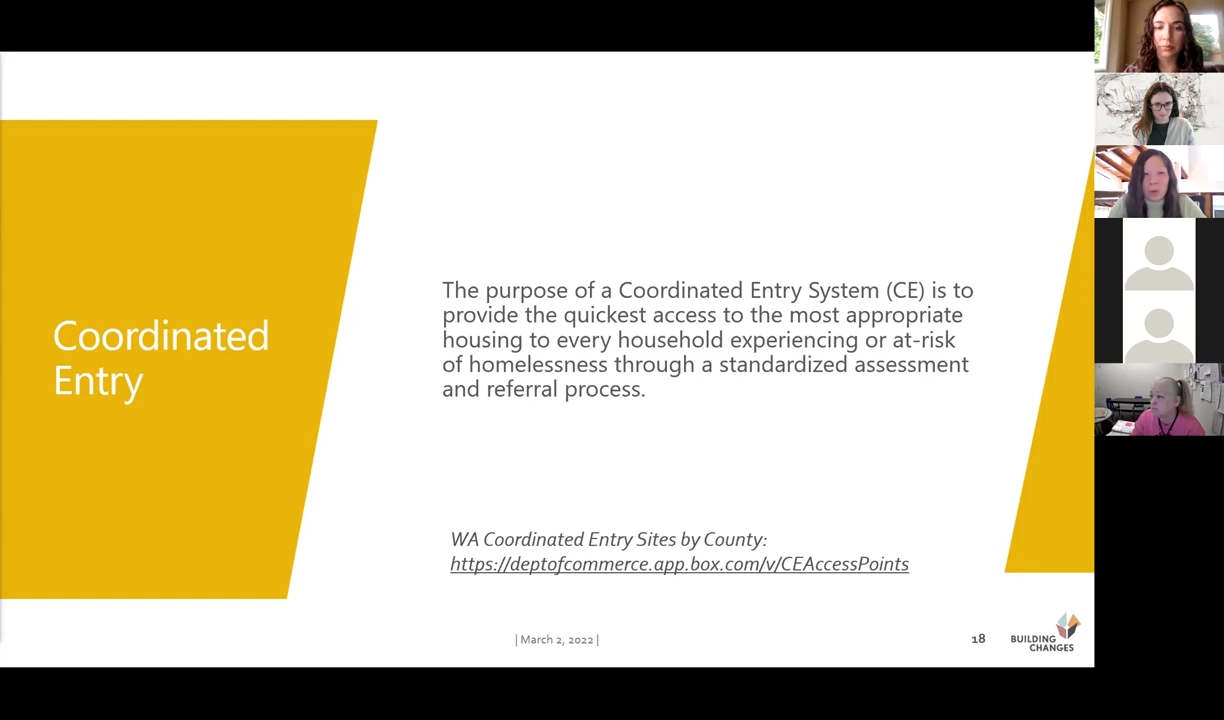 Coordinated
Entry
The purpose of a Coordinated Entry System (CE) is to
provide the quickest access to the most appropriate
housing to every household experiencing or at-risk
of homelessness through a standardized assessment
and referral process.
WA Coordinated Entry Sites by County:
https://deptofcommerce.app.box.com/v/CEAccessPoints
| March 2, 2022 |
18
BUILDING
CHANGES